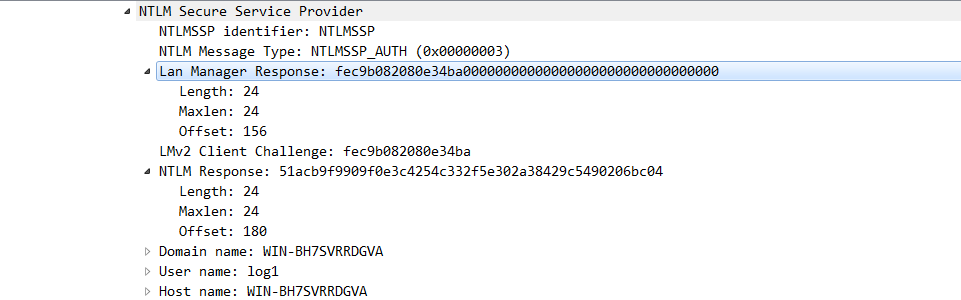 NTLM Secure Service Provider
NTLMSSP identifier: NTLMSSP
NTLM Message Type: NTLMSSP_AUTH (0x00000003)
Lan Manager Response: fec9b082080e34ba00000000000000000000000000000000
Length: 24
Maxlen: 24
Offset: 156
LMv2 Client Challenge: fec9b082080e34ba
NTLM Response: 51acb9f9909f0e3c4254c332f5e302a38429c5490206bc04
Length: 24
Maxlen: 24
Offset: 180
Domain name: WIN-BH7SVRRDGVA
User name: log1
Host name: WIN-BH7SVRRDGVA